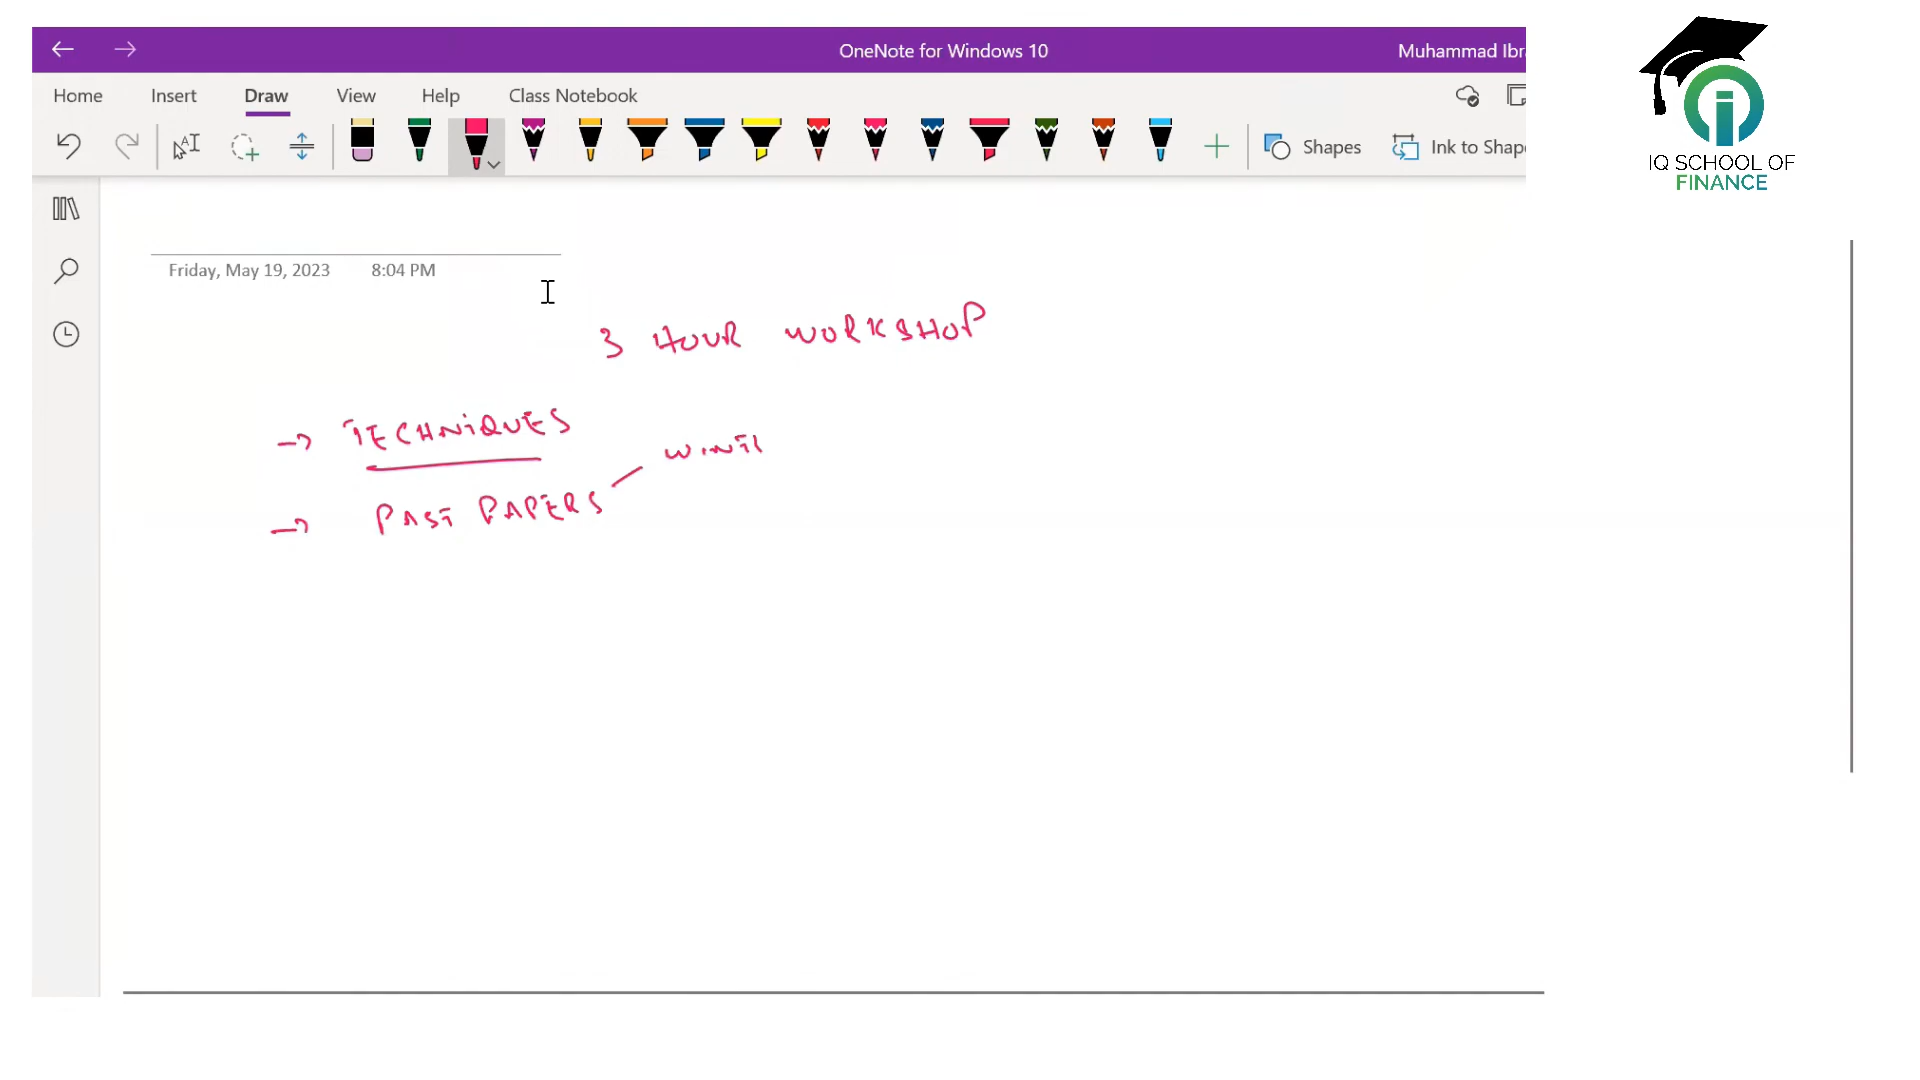 OneNote for Windows 10
Muhammad Ibr
Home Insert Draw View Help Class Notebook
Shapes Ink to Shap
IQ SCHOOL OF
FINANCE
Friday, May 19, 2023 8:04 PM
3 HOUR WORKSHOP
→ TECHNIQUES
→ PAST PAPERS